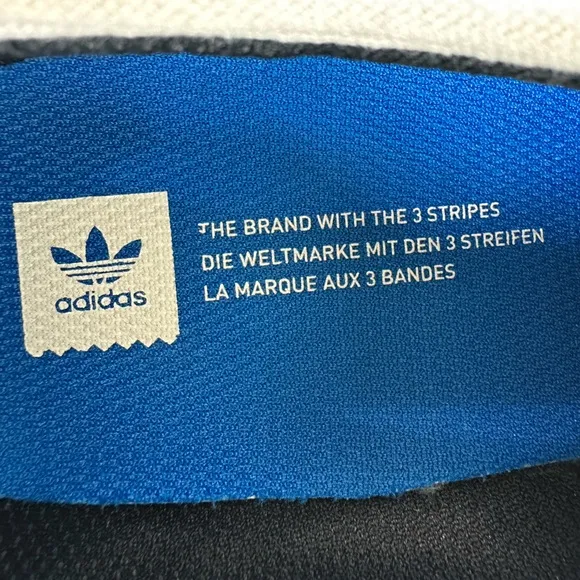 adidas
THE BRAND WITH THE 3 STRIPES
DIE WELTMARKE MIT DEN 3 STREIFEN
LA MARQUE AUX 3 BANDES